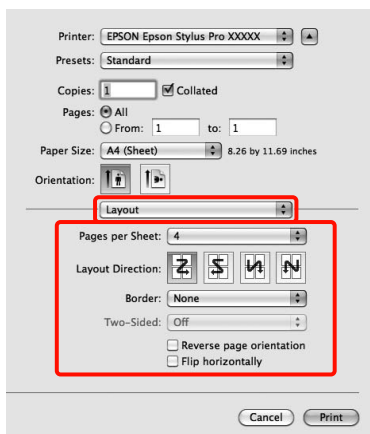 Printer: EPSON Epson Stylus Pro XXXXX
Presets: Standard
Copies: 1 Collated
Pages: All
From: 1 to: 1
Paper Size: A4 (Sheet) 8.26 by 11.69 inches
Orientation:
Layout
Pages per Sheet: 4
Layout Direction:
Border: None
Two-Sided: Off
Reverse page orientation
Flip horizontally
Cancel Print